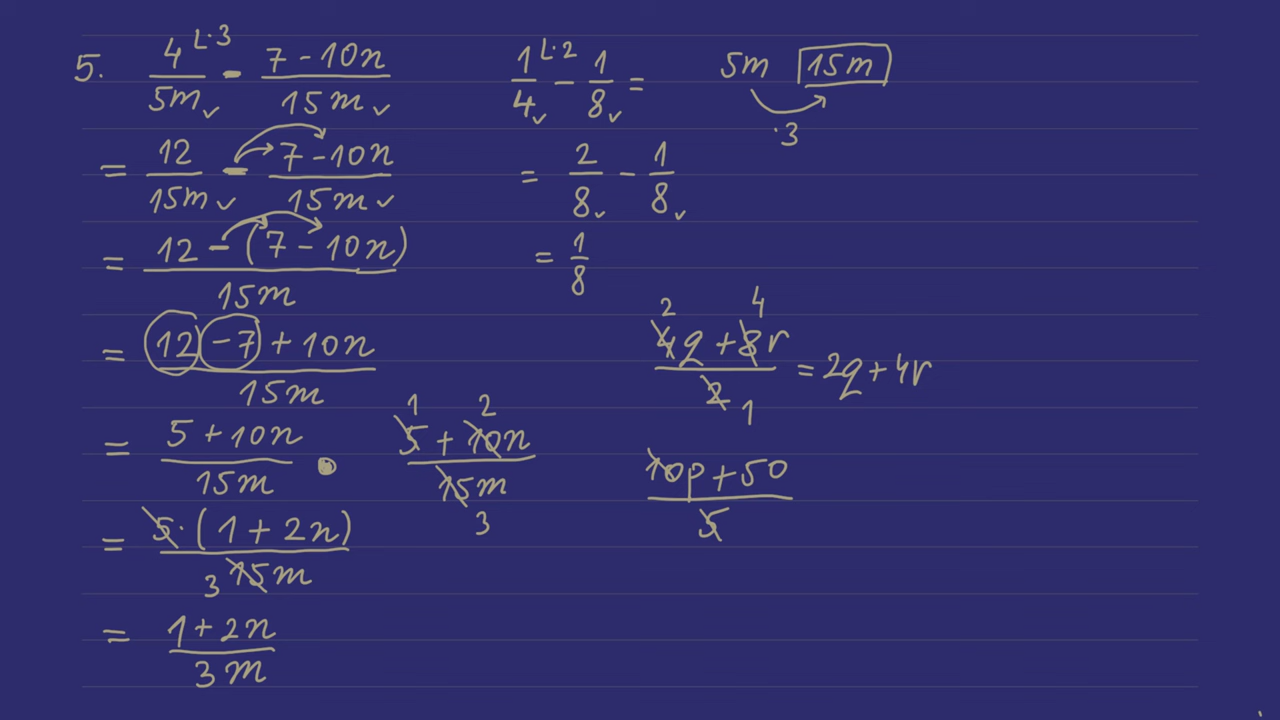 5. 4/5m L·3 - (7 - 10n)/15m
= 12/15m - (7 - 10n)/15m
= (12 - (7 - 10n))/15m
= (12 - 7 + 10n)/15m
= (5 + 10n)/15m
= 5·(1 + 2n)/15m 3
= (1 + 2n)/3m
1/4 L·2 - 1/8 =
= 2/8 - 1/8
= 1/8
5m 15m
·3
2 4
(4q + 8r)/2 = 2q + 4r
1
1 2
(5 + 10n)/15m
3
(10p + 50)/5